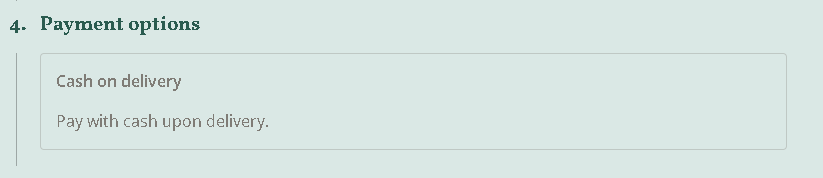 4. Payment options
Cash on delivery
Pay with cash upon delivery.